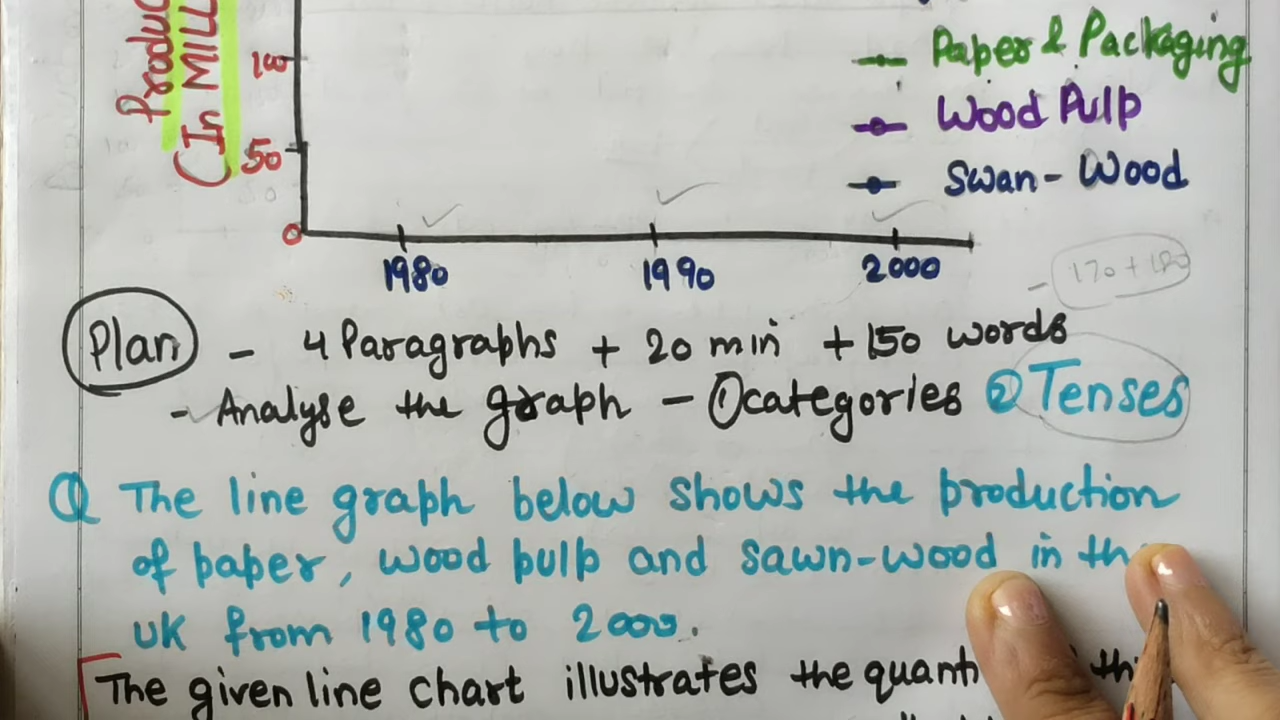 Produc
(In MILL
100
50
0
Paper & Packaging
Wood Pulp
Swan-Wood
1980 1990 2000
170 + 180
Plan - 4 Paragraphs + 20 min + 150 words
- Analyse the graph - ① categories ② Tenses
Q The line graph below shows the production
of paper, wood pulp and sawn-wood in th
UK from 1980 to 2000.
The given line chart illustrates the quanti